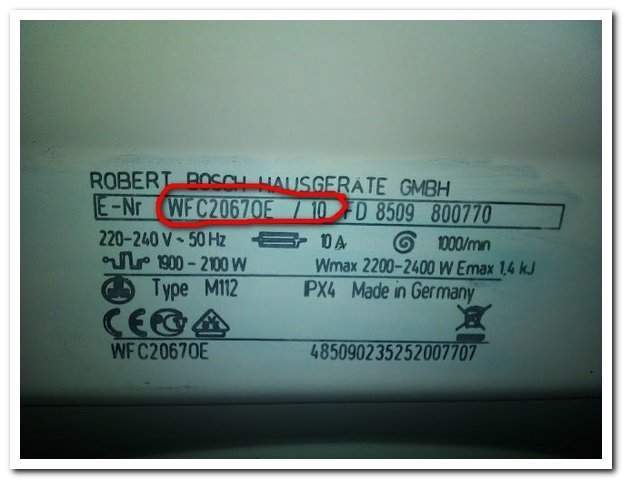 ROBERT BOSCH HAUSGERÄTE GMBH
E-Nr WFC2067OE / 10 FD 8509 800770
220-240 V ~ 50 Hz 10 A 1000/min
1900 - 2100 W Wmax 2200-2400 W Emax 1,4 kJ
Type M112 IPX4 Made in Germany
CE
WFC2067OE 485090235252007707